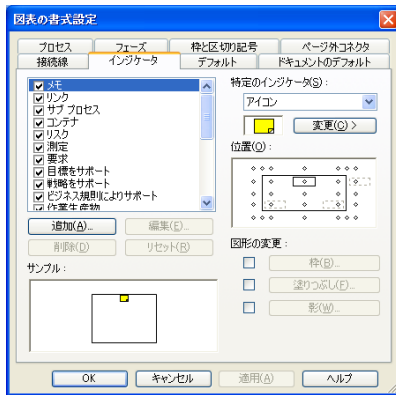 図表の書式設定
プロセス フェーズ 枠と区切り記号 ページ外コネクタ
接続線 インジケータ デフォルト ドキュメントのデフォルト
メモ
リンク
サブ プロセス
コンテナ
リスク
測定
要求
目標をサポート
戦略をサポート
ビジネス規則によりサポート
作業生産物
追加(A)... 編集(E)...
削除(D) リセット(R)
サンプル :
特定のインジケータ(S) :
アイコン
変更(C) >
位置(O) :
図形の変更 :
枠(B)...
塗りつぶし(F)...
影(W)...
OK キャンセル 適用(A) ヘルプ